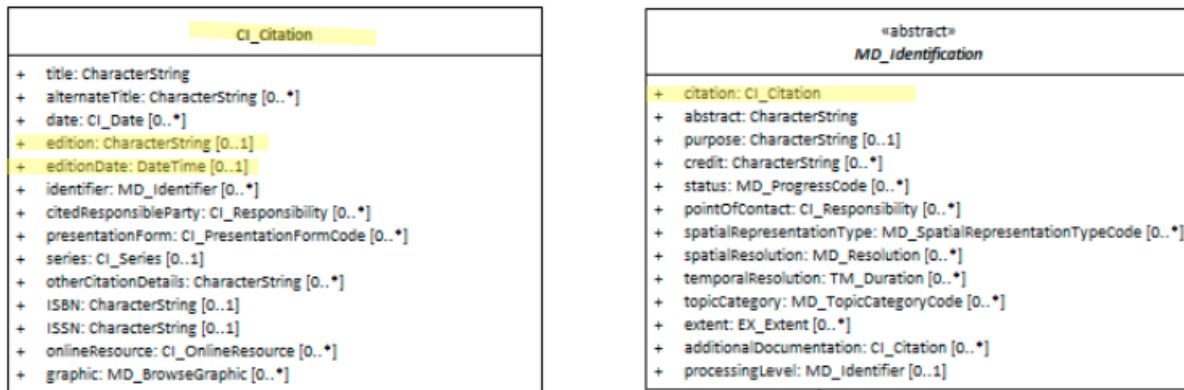 CI_Citation
+ title: CharacterString
+ alternateTitle: CharacterString [0..*]
+ date: CI_Date [0..*]
+ edition: CharacterString [0..1]
+ editionDate: DateTime [0..1]
+ identifier: MD_Identifier [0..*]
+ citedResponsibleParty: CI_Responsibility [0..*]
+ presentationForm: CI_PresentationFormCode [0..*]
+ series: CI_Series [0..1]
+ otherCitationDetails: CharacterString [0..*]
+ ISBN: CharacterString [0..1]
+ ISSN: CharacterString [0..1]
+ onlineResource: CI_OnlineResource [0..*]
+ graphic: MD_BrowseGraphic [0..*]
«abstract»
MD_Identification
+ citation: CI_Citation
+ abstract: CharacterString
+ purpose: CharacterString [0..1]
+ credit: CharacterString [0..*]
+ status: MD_ProgressCode [0..*]
+ pointOfContact: CI_Responsibility [0..*]
+ spatialRepresentationType: MD_SpatialRepresentationTypeCode [0..*]
+ spatialResolution: MD_Resolution [0..*]
+ temporalResolution: TM_Duration [0..*]
+ topicCategory: MD_TopicCategoryCode [0..*]
+ extent: EX_Extent [0..*]
+ additionalDocumentation: CI_Citation [0..*]
+ processingLevel: MD_Identifier [0..1]